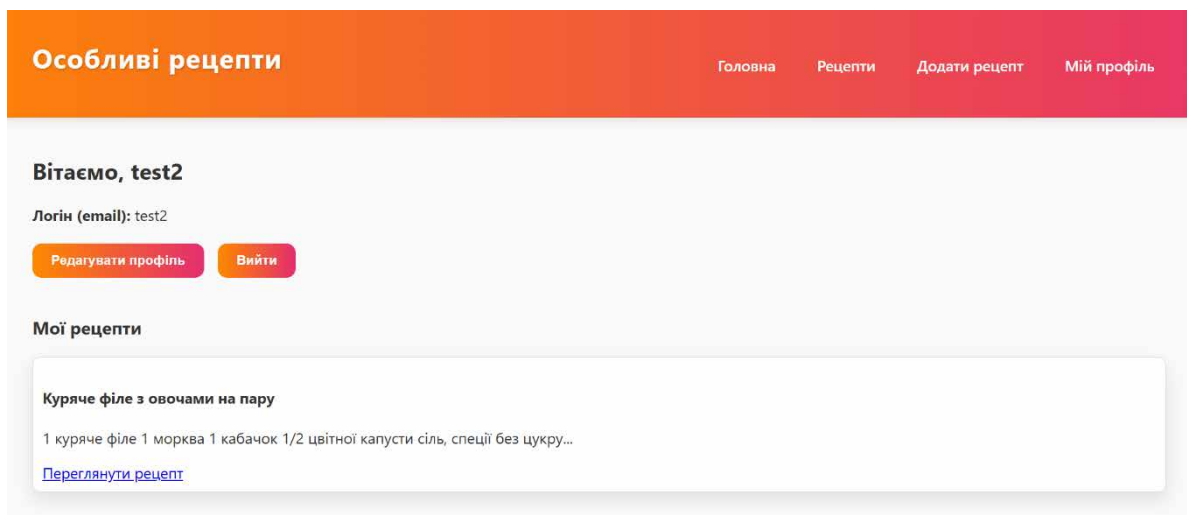 Особливі рецепти
Головна Рецепти Додати рецепт Мій профіль
Вітаємо, test2
Логін (email): test2
Редагувати профіль Вийти
Мої рецепти
Куряче філе з овочами на пару
1 куряче філе 1 морква 1 кабачок 1/2 цвітної капусти сіль, спеції без цукру...
Переглянути рецепт